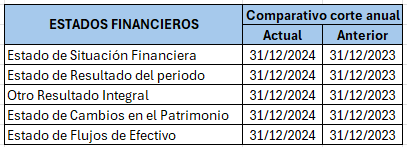 ESTADOS FINANCIEROS Comparativo corte anual
Actual Anterior
Estado de Situación Financiera 31/12/2024 31/12/2023
Estado de Resultado del periodo 31/12/2024 31/12/2023
Otro Resultado Integral 31/12/2024 31/12/2023
Estado de Cambios en el Patrimonio 31/12/2024 31/12/2023
Estado de Flujos de Efectivo 31/12/2024 31/12/2023